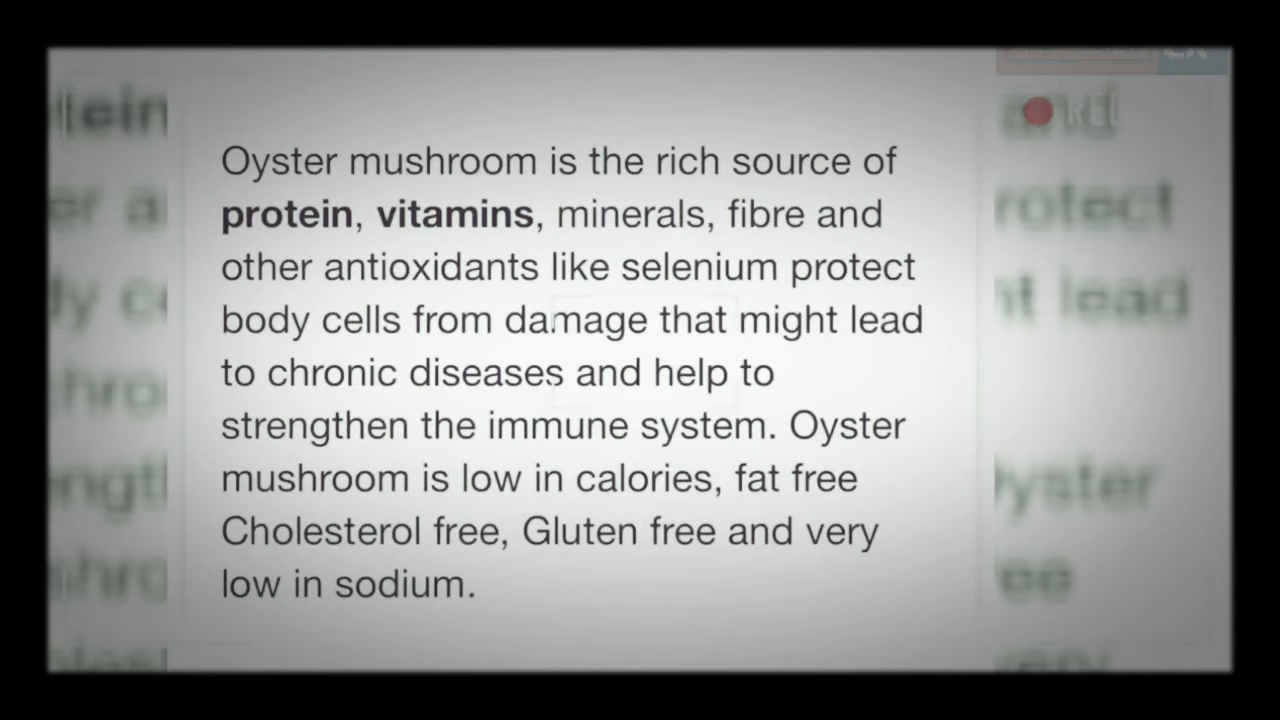 Oyster mushroom is the rich source of
protein, vitamins, minerals, fibre and
other antioxidants like selenium protect
body cells from damage that might lead
to chronic diseases and help to
strengthen the immune system. Oyster
mushroom is low in calories, fat free
Cholesterol free, Gluten free and very
low in sodium.
REC